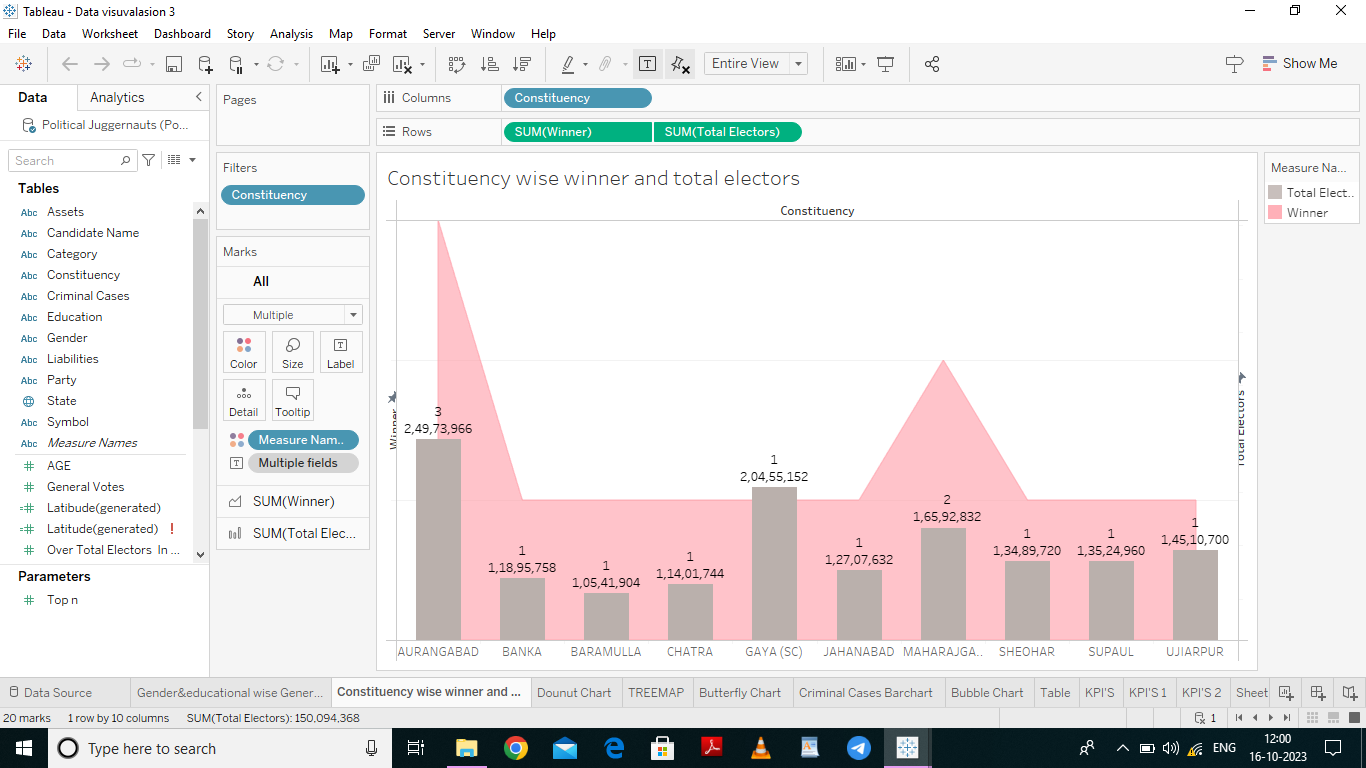 Tableau - Data visuvalasion 3
File Data Worksheet Dashboard Story Analysis Map Format Server Window Help
Entire View
Show Me
Data Analytics
Political Juggernauts (Po...
Search
Tables
Abc Assets
Abc Candidate Name
Abc Category
Abc Constituency
Abc Criminal Cases
Abc Education
Abc Gender
Abc Liabilities
Abc Party
State
Abc Symbol
Abc Measure Names
# AGE
# General Votes
=# Latibude(generated)
=# Latitude(generated) !
# Over Total Electors In ...
Parameters
# Top n
Pages
Filters
Constituency
Marks
All
Multiple
Color Size Label
Detail Tooltip
Measure Nam..
Multiple fields
SUM(Winner)
SUM(Total Elec...
Columns Constituency
Rows SUM(Winner) SUM(Total Electors)
Constituency wise winner and total electors
Constituency
Winner
Total Electors
3
2,49,73,966
1
1,18,95,758
1
1,05,41,904
1
1,14,01,744
1
2,04,55,152
1
1,27,07,632
2
1,65,92,832
1
1,34,89,720
1
1,35,24,960
1
1,45,10,700
AURANGABAD BANKA BARAMULLA CHATRA GAYA (SC) JAHANABAD MAHARAJGA.. SHEOHAR SUPAUL UJIARPUR
Measure Na...
Total Elect..
Winner
Data Source Gender&educational wise Gener... Constituency wise winner and ... Dounut Chart TREEMAP Butterfly Chart Criminal Cases Barchart Bubble Chart Table KPI'S KPI'S 1 KPI'S 2 Sheet
20 marks 1 row by 10 columns SUM(Total Electors): 150,094,368
1
Type here to search
ENG
12:00
16-10-2023